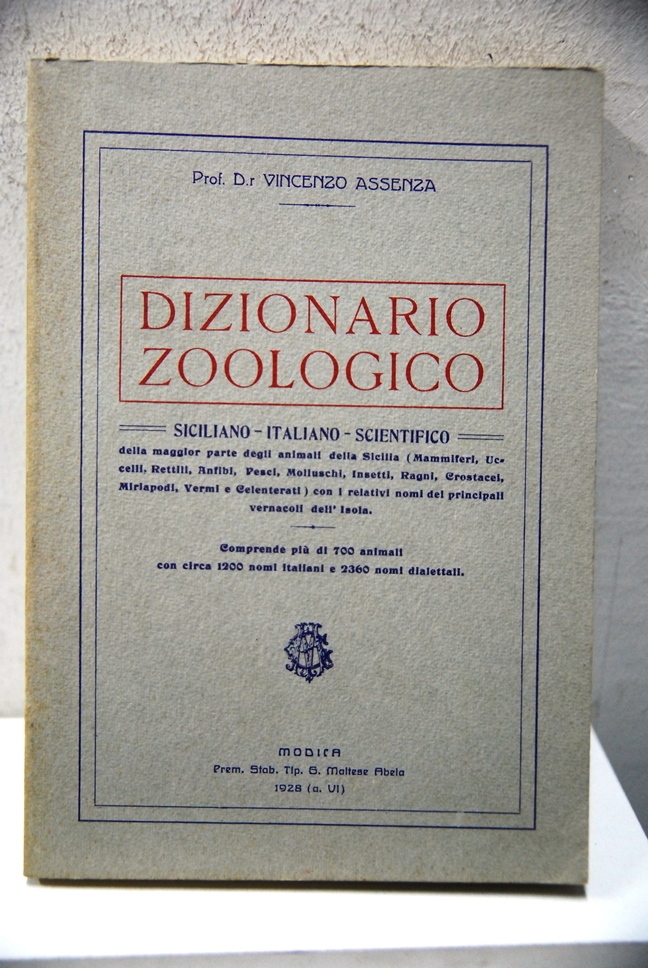 Prof. D.r VINCENZO ASSENZA
DIZIONARIO
ZOOLOGICO
SICILIANO - ITALIANO - SCIENTIFICO
della maggior parte degli animali della Sicilia (Mammiferi, Uc-
celli, Rettili, Anfibi, Pesci, Molluschi, Insetti, Ragni, Crostacei,
Miriapodi, Vermi e Celenterati) con i relativi nomi dei principali
vernacoli dell' Isola.
Comprende più di 700 animali
con circa 1200 nomi italiani e 2360 nomi dialettali.
MODICA
Prem. Stab. Tip. G. Maltese Abela
1928 (a. VI)